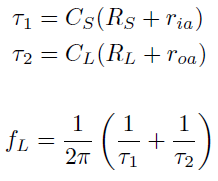 τ₁ = C_S(R_S + r_ia)
τ₂ = C_L(R_L + r_oa)
f_L = 1/2π (1/τ₁ + 1/τ₂)